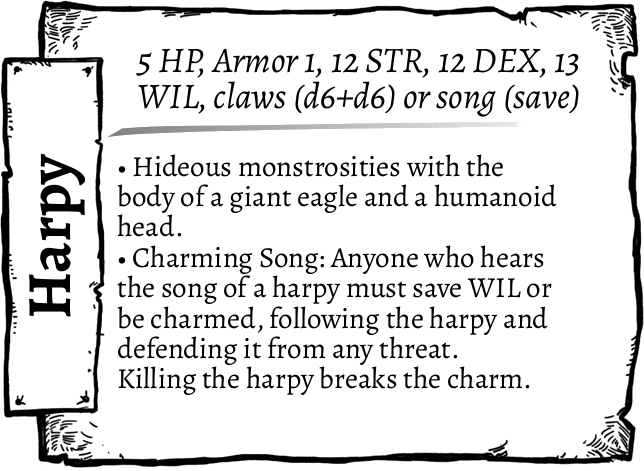 Harpy
5 HP, Armor 1, 12 STR, 12 DEX, 13
WIL, claws (d6+d6) or song (save)
• Hideous monstrosities with the
body of a giant eagle and a humanoid
head.
• Charming Song: Anyone who hears
the song of a harpy must save WIL or
be charmed, following the harpy and
defending it from any threat.
Killing the harpy breaks the charm.